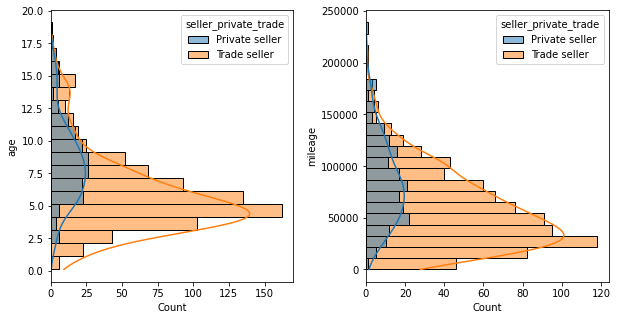 seller_private_trade
Private seller
Trade seller
20.0
17.5
15.0
12.5
10.0
7.5
5.0
2.5
0.0
age
0
25
50
75
100
125
150
Count
seller_private_trade
Private seller
Trade seller
250000
200000
150000
100000
50000
0
mileage
0
20
40
60
80
100
120
Count